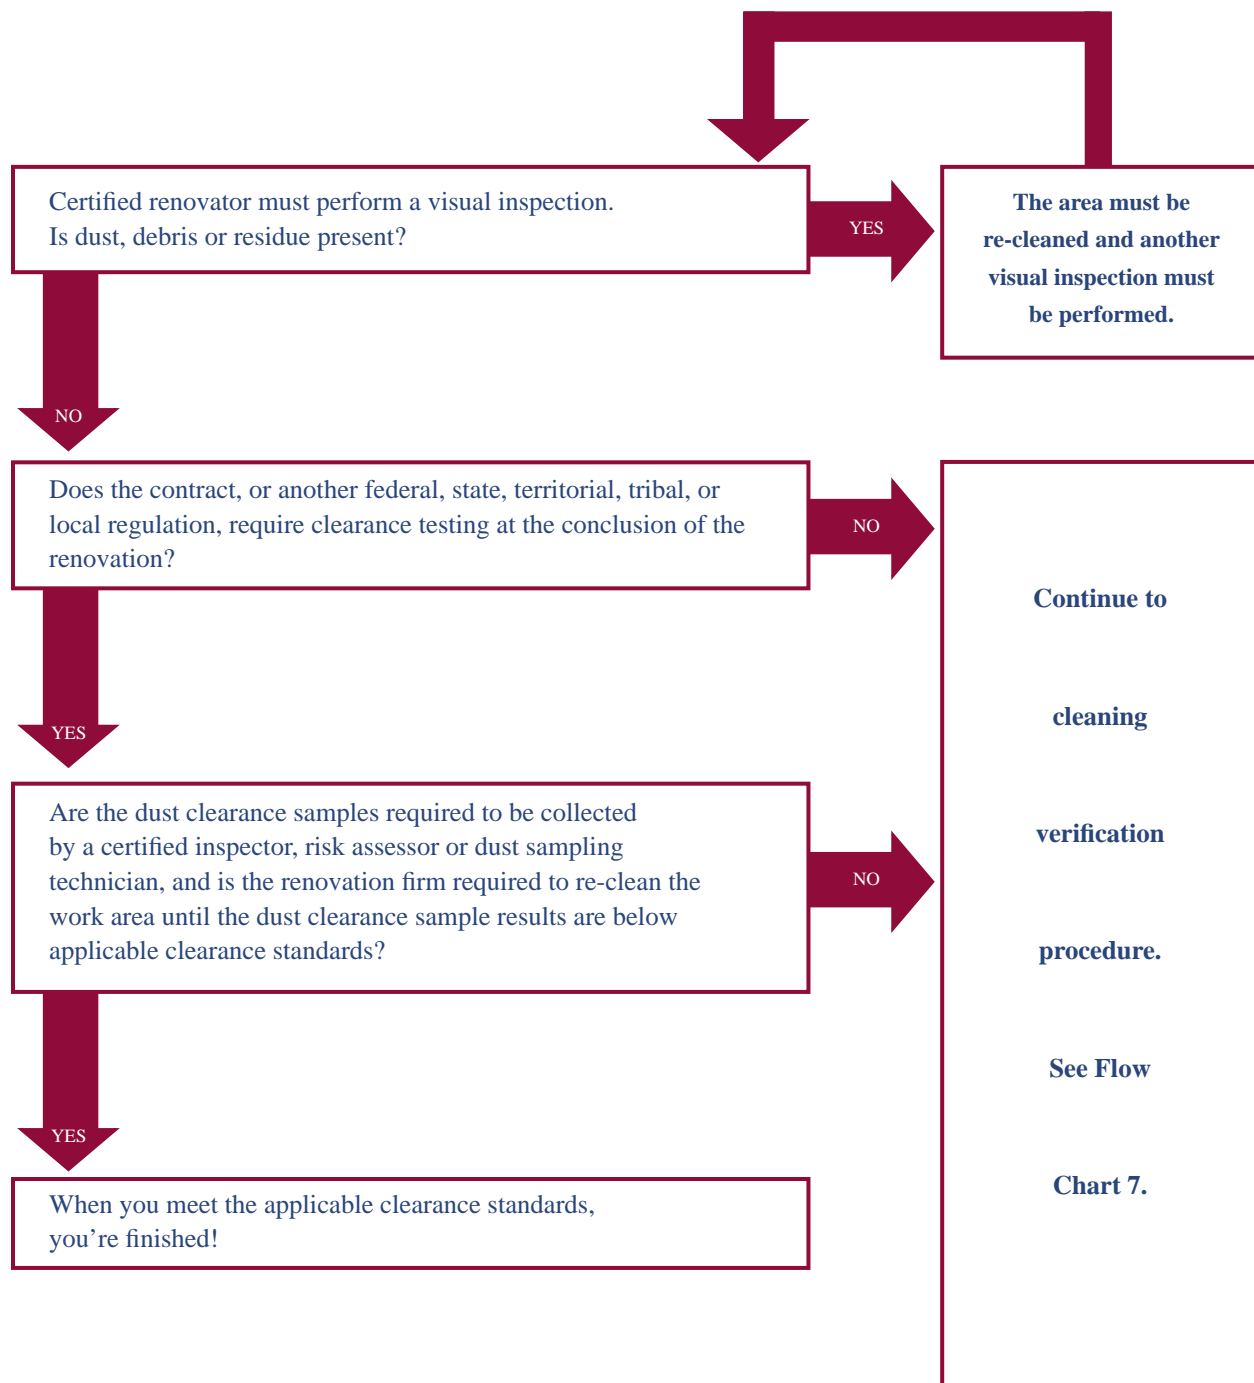 Certified renovator must perform a visual inspection.
Is dust, debris or residue present?
YES
The area must be
re-cleaned and another
visual inspection must
be performed.
NO
Does the contract, or another federal, state, territorial, tribal, or
local regulation, require clearance testing at the conclusion of the
renovation?
NO
Continue to
cleaning
verification
procedure.
See Flow
Chart 7.
YES
Are the dust clearance samples required to be collected
by a certified inspector, risk assessor or dust sampling
technician, and is the renovation firm required to re-clean the
work area until the dust clearance sample results are below
applicable clearance standards?
NO
YES
When you meet the applicable clearance standards,
you’re finished!